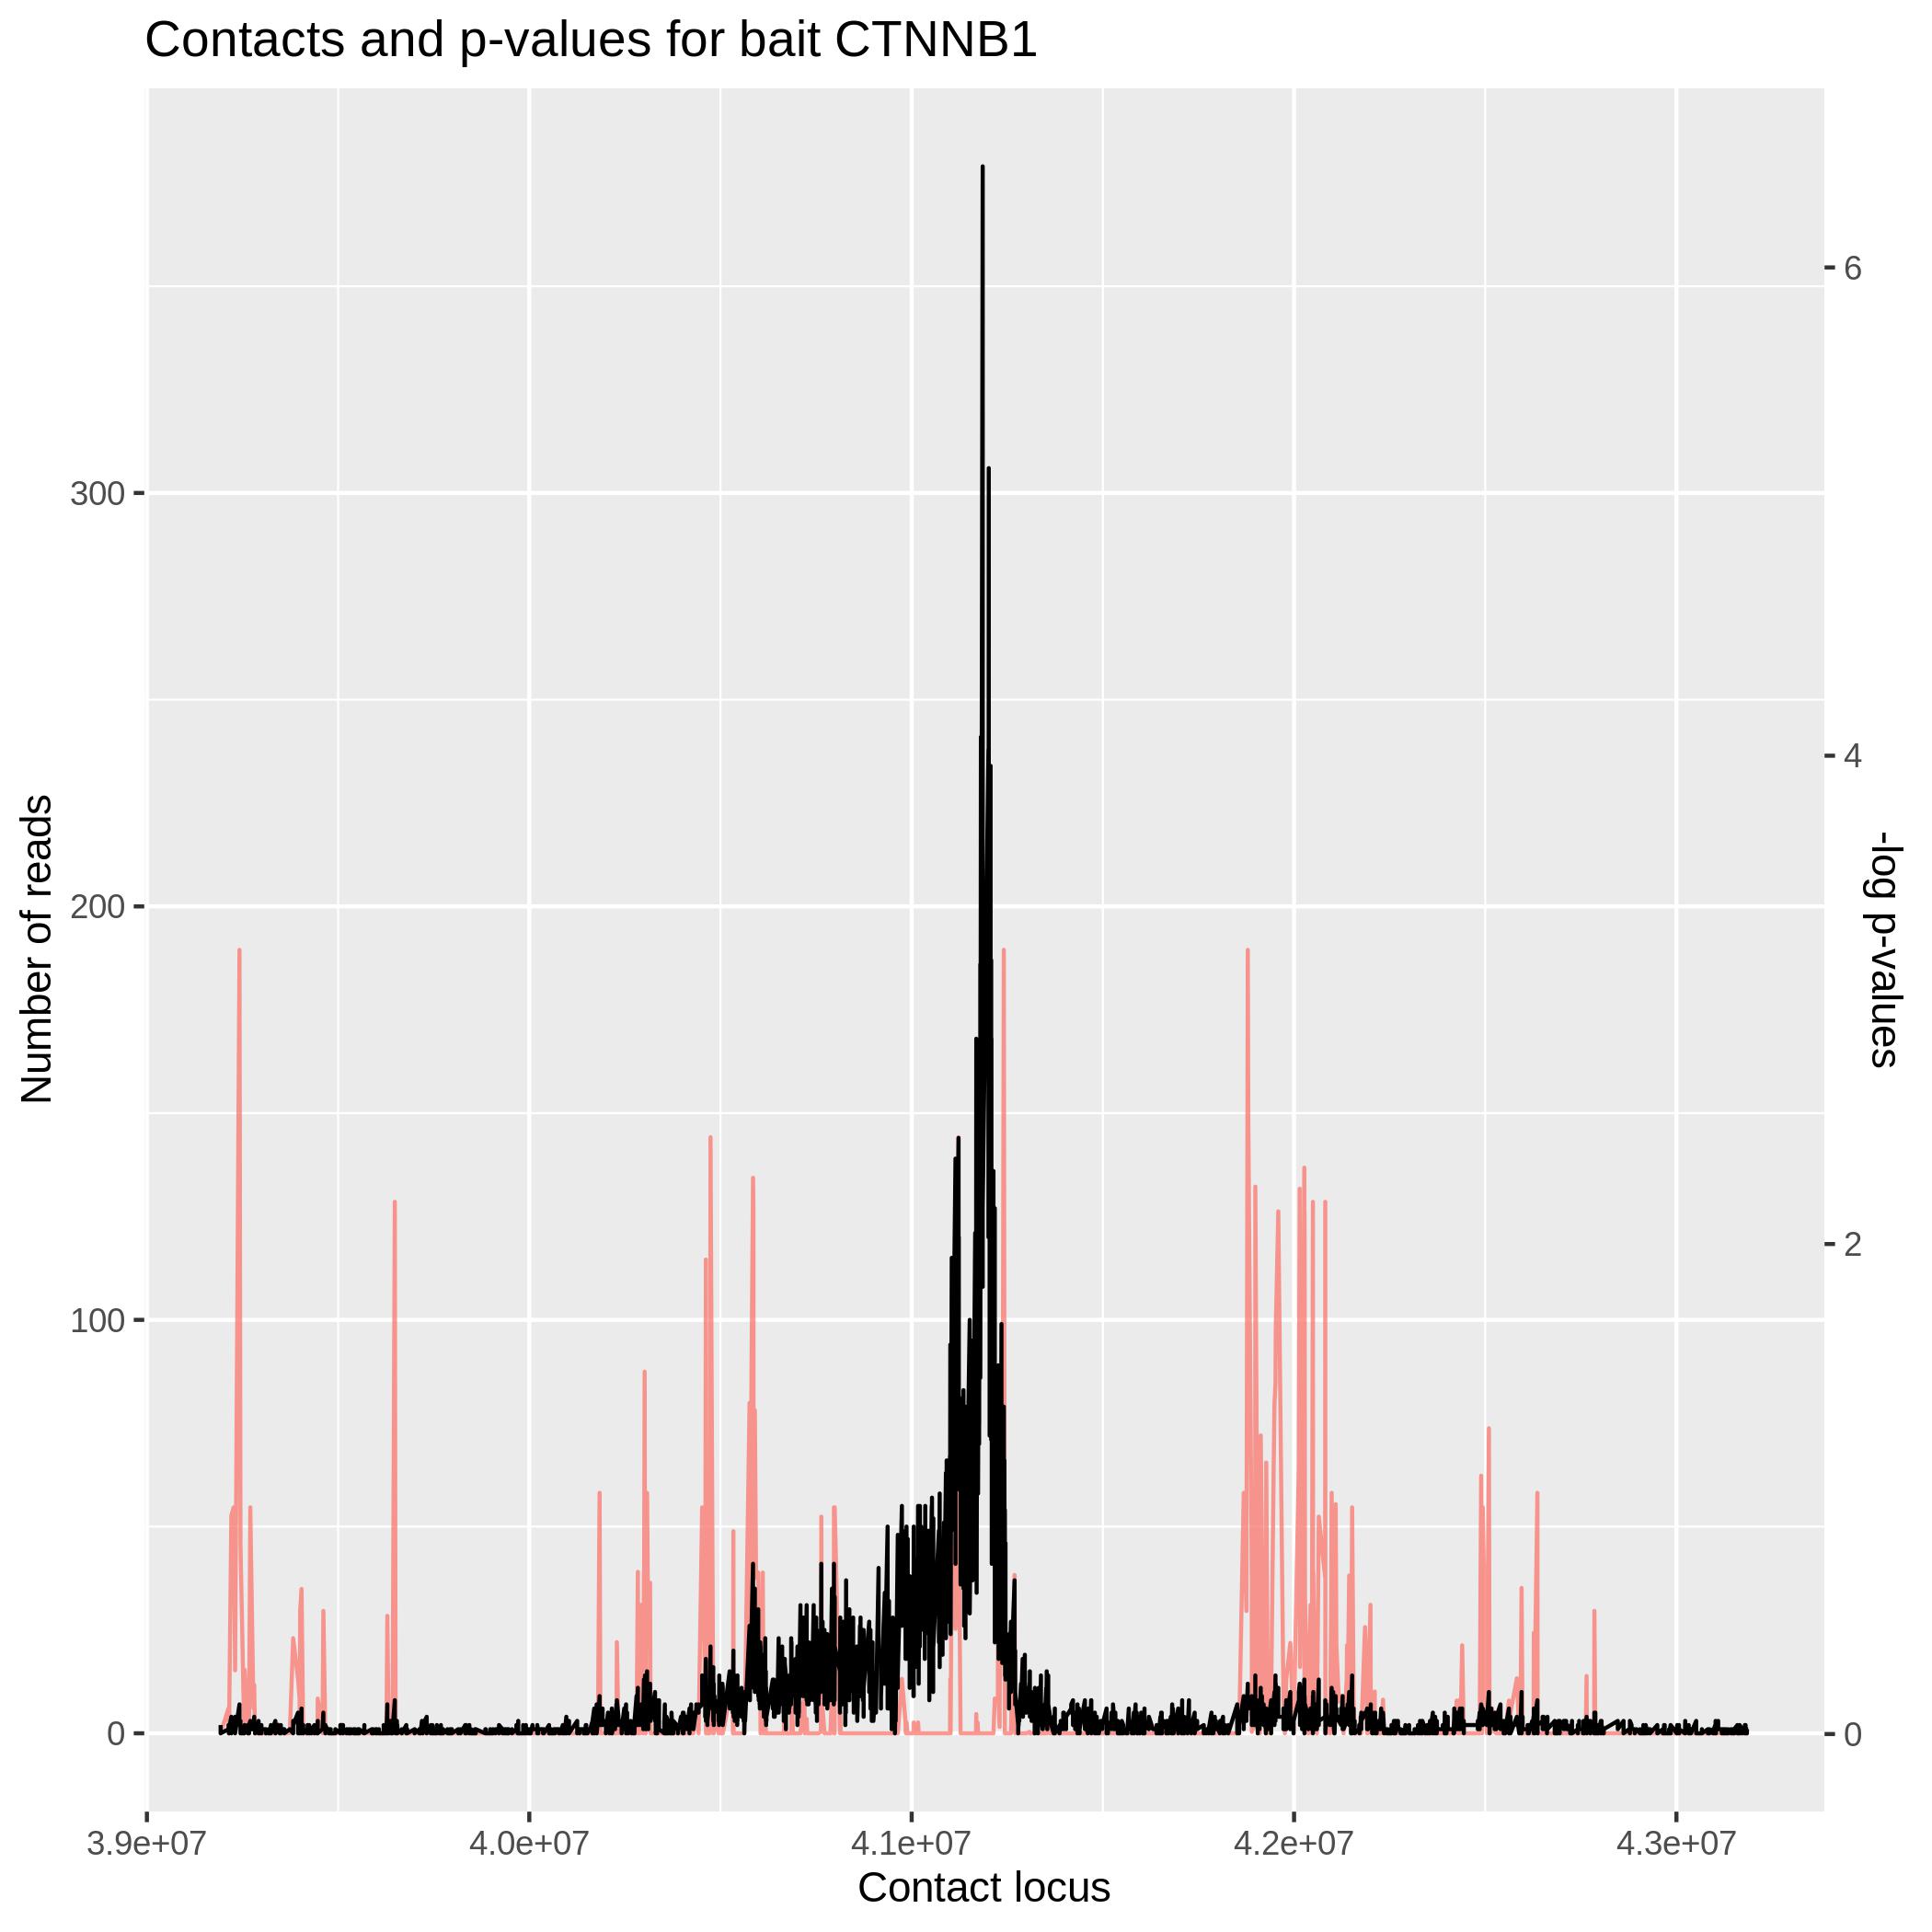 Contacts and p-values for bait CTNNB1
Number of reads
300
200
100
0
6
4
2
0
-log p-values
3.9e+07
4.0e+07
4.1e+07
4.2e+07
4.3e+07
Contact locus